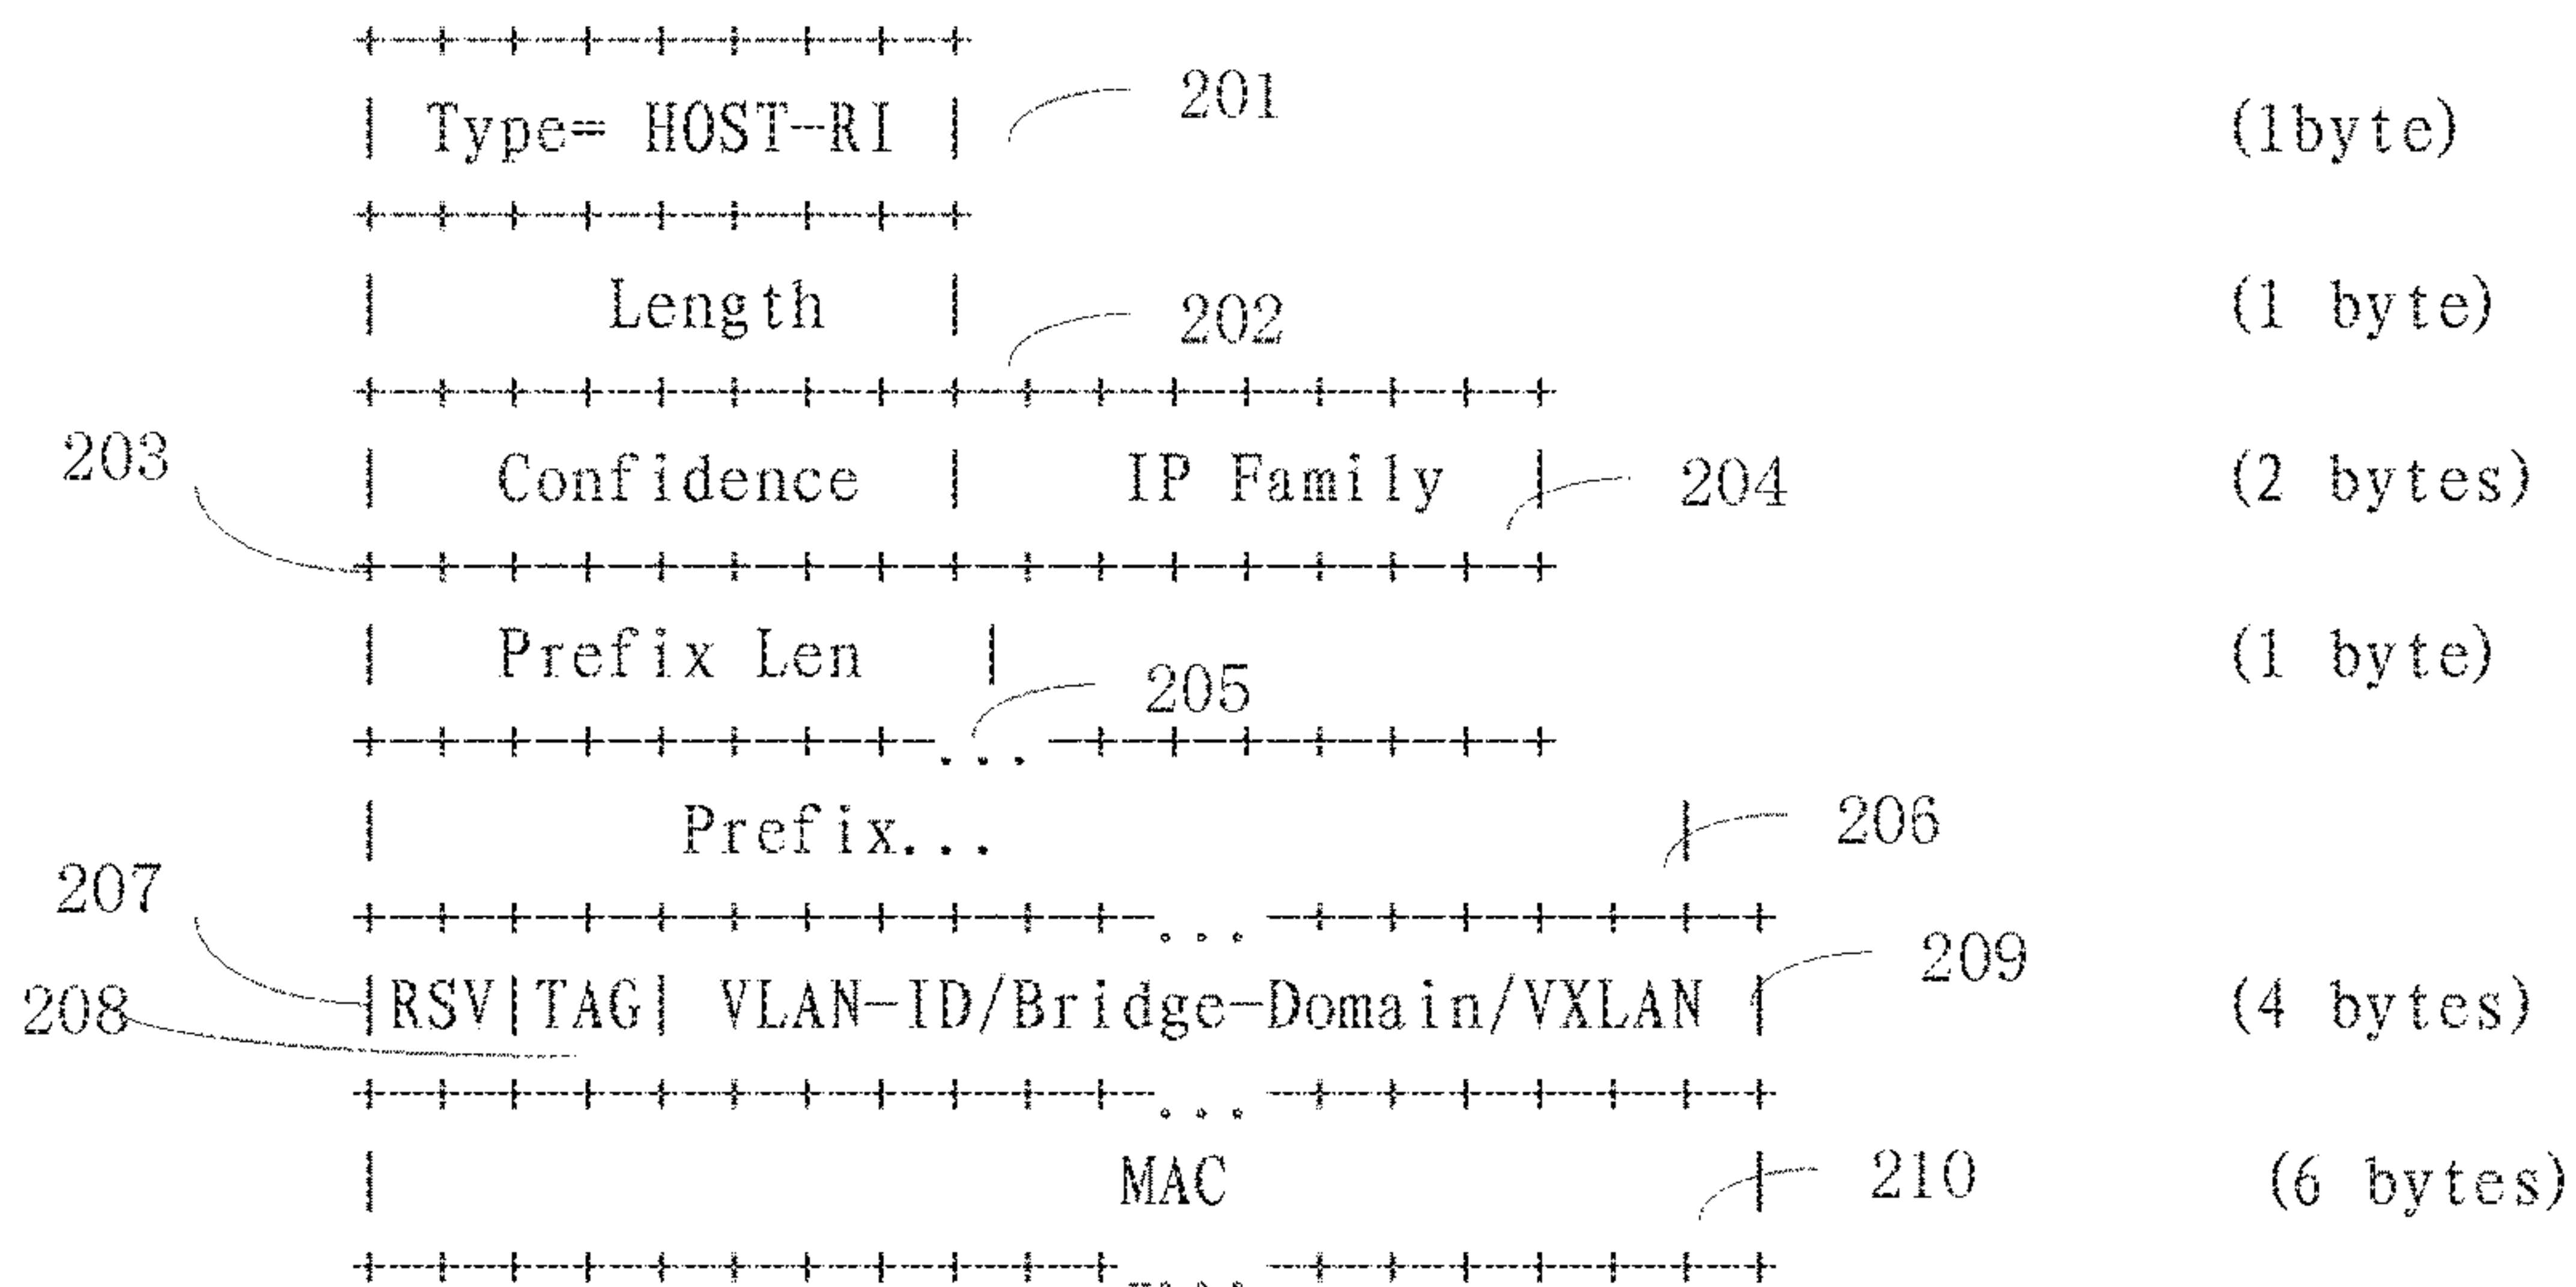 | Type= HOST-RI | 201 (1byte)
| Length | 202 (1 byte)
203 | Confidence | IP Family | 204 (2 bytes)
| Prefix Len | 205 (1 byte)
...
| Prefix... | 206
207
...
208 |RSV|TAG| VLAN-ID/Bridge-Domain/VXLAN | 209 (4 bytes)
...
| MAC | 210 (6 bytes)